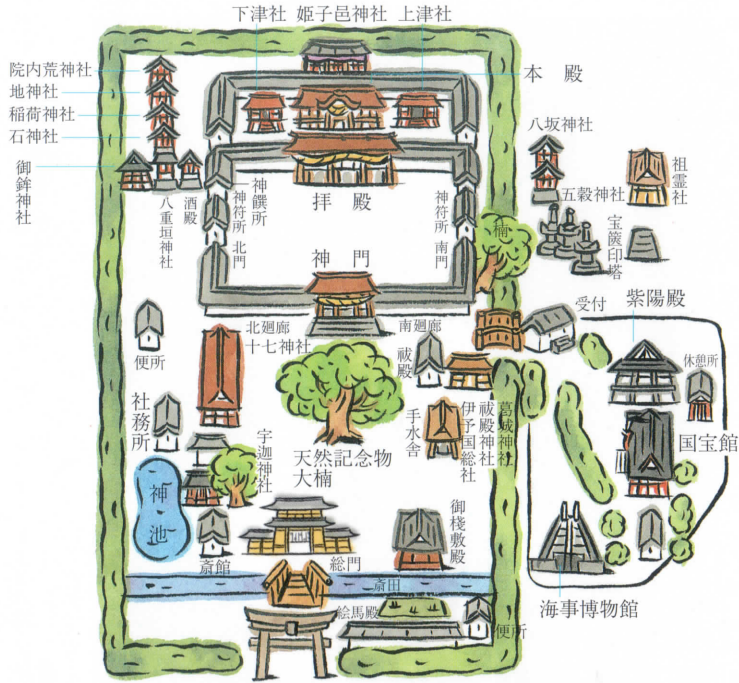 下津社 姫子邑神社 上津社
院内荒神社
地神社
稲荷神社
石神社
御鉾神社
八重垣神社
酒殿
本 殿
神饌所
神符所
北門
拝 殿
神符所
南門
神 門
八坂神社
五穀神社
祖霊社
宝篋印塔
楠
受付
紫陽殿
休憩所
国宝館
海事博物館
便所
北廻廊
十七神社
南廻廊
祓殿
社務所
宇迦神社
天然記念物
大楠
手水舎
葛城神社
祓殿神社
伊予国総社
神池
斎館
総門
御桟敷殿
斎田
絵馬殿
便所